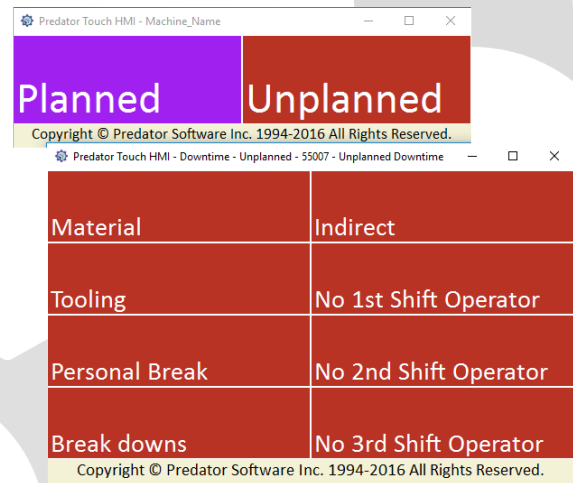 Predator Touch HMI - Machine_Name
Planned
Unplanned
Copyright © Predator Software Inc. 1994-2016 All Rights Reserved.
Predator Touch HMI - Downtime - Unplanned - 55007 - Unplanned Downtime
Material
Indirect
Tooling
No 1st Shift Operator
Personal Break
No 2nd Shift Operator
Break downs
No 3rd Shift Operator
Copyright © Predator Software Inc. 1994-2016 All Rights Reserved.